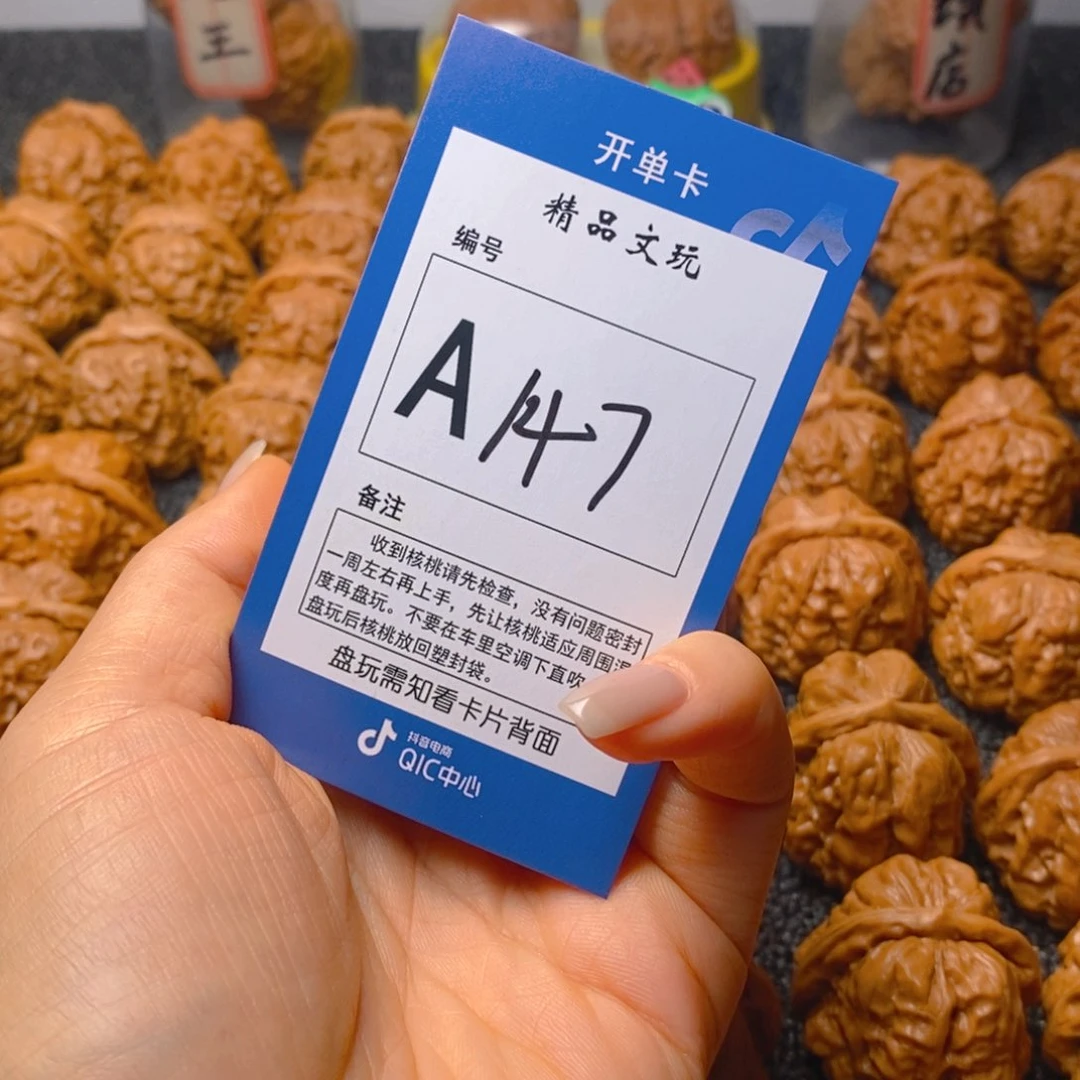 王
店
开单卡
精品文玩
编号
A147
备注
收到核桃请先检查，没有问题密封
一周左右再上手，先让核桃适应周围
度再盘玩。不要在车里空调下直吹
盘玩后核桃放回塑封袋。
盘玩需知看卡片背面
抖音电商
QIC中心